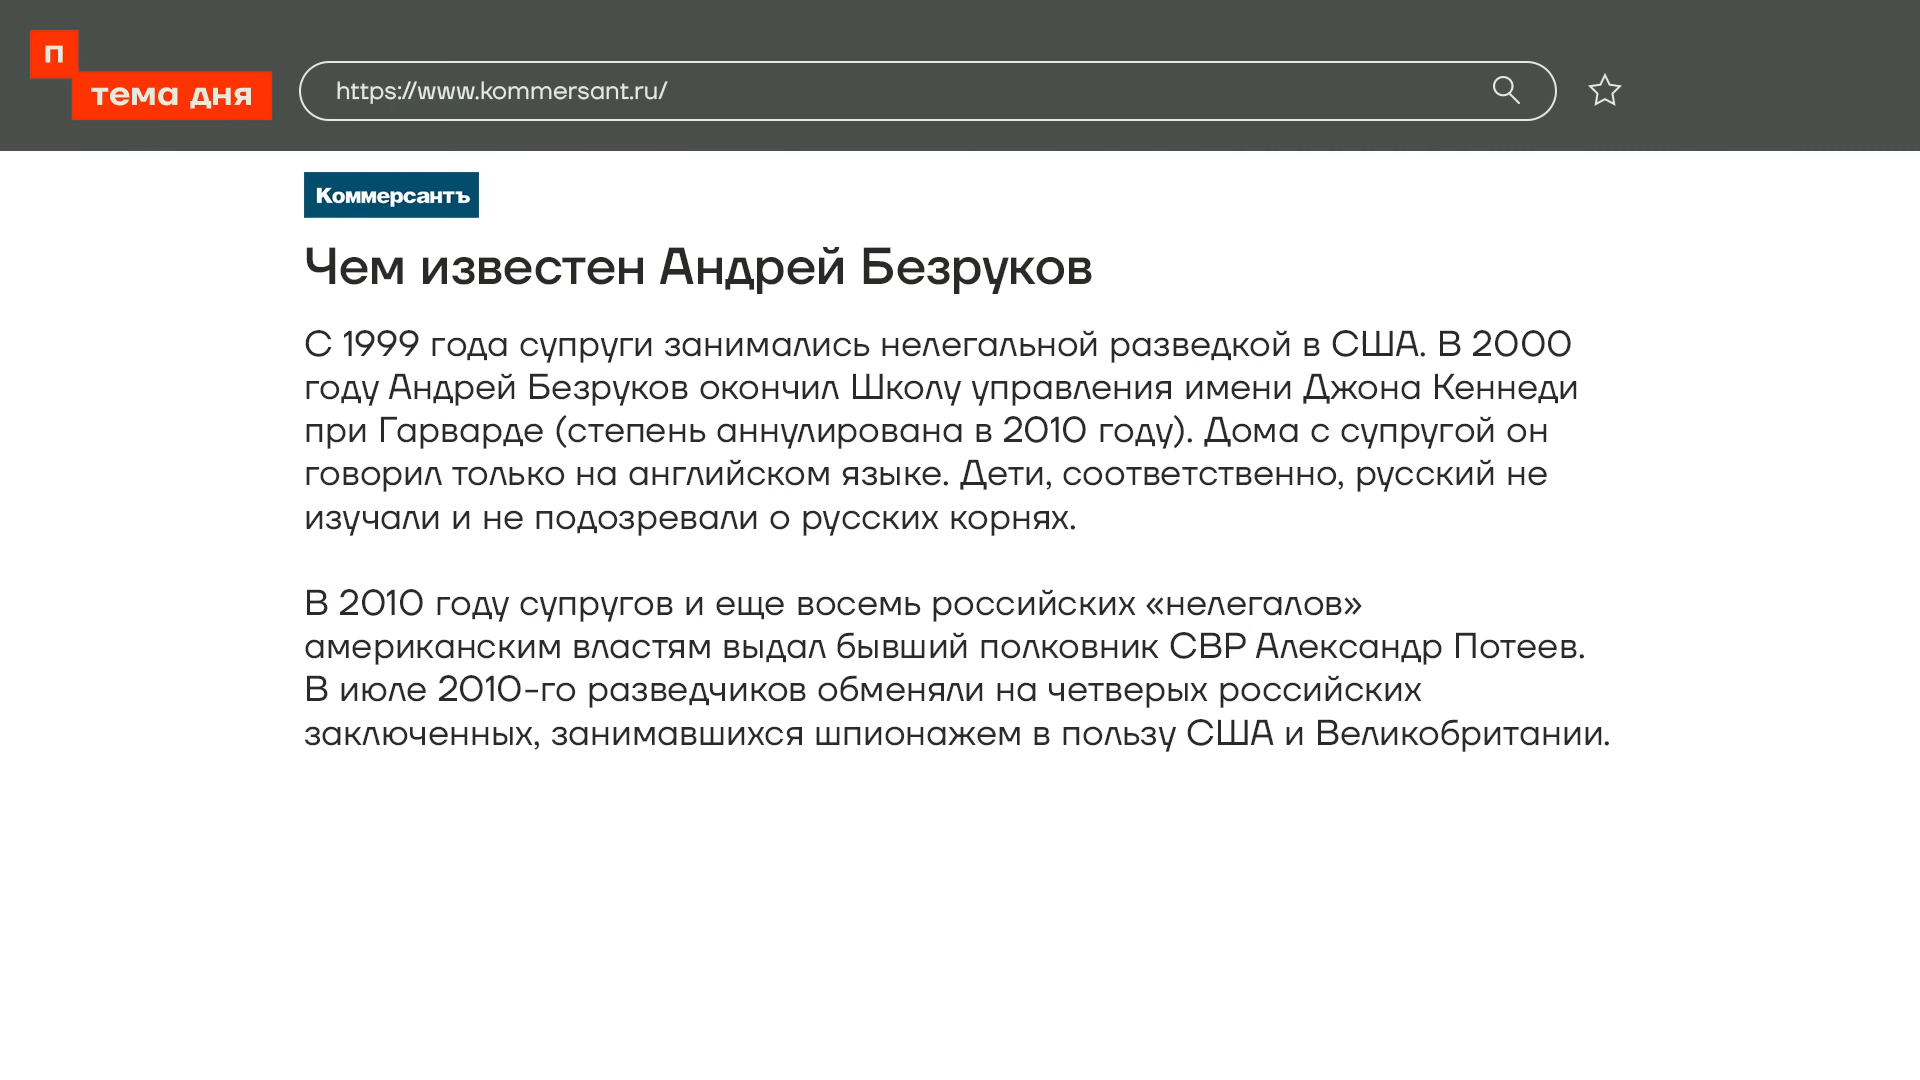 п
тема дня
https://www.kommersant.ru/
Коммерсантъ
Чем известен Андрей Безруков
С 1999 года супруги занимались нелегальной разведкой в США. В 2000
году Андрей Безруков окончил Школу управления имени Джона Кеннеди
при Гарварде (степень аннулирована в 2010 году). Дома с супругой он
говорил только на английском языке. Дети, соответственно, русский не
изучали и не подозревали о русских корнях.
В 2010 году супругов и еще восемь российских «нелегалов»
американским властям выдал бывший полковник СВР Александр Потеев.
В июле 2010-го разведчиков обменяли на четверых российских
заключенных, занимавшихся шпионажем в пользу США и Великобритании.